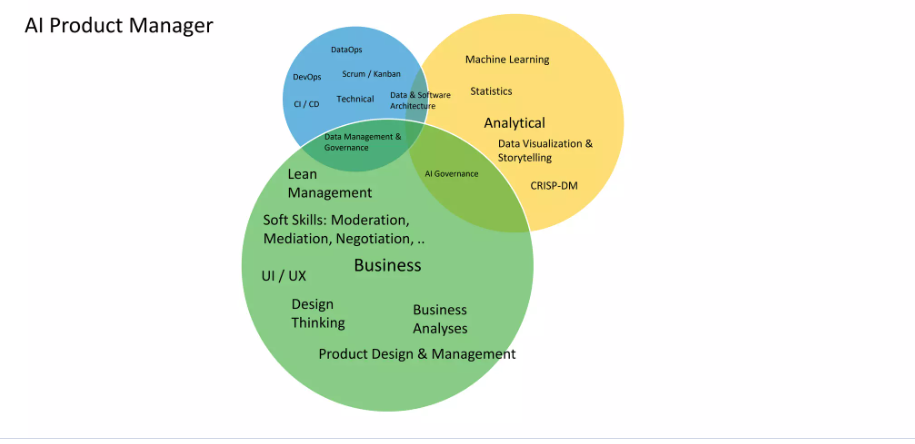 AI Product Manager
DataOps
DevOps
Scrum / Kanban
CI / CD
Technical
Data & Software
Architecture
Data Management &
Governance
Machine Learning
Statistics
Analytical
Data Visualization &
Storytelling
CRISP-DM
AI Governance
Lean
Management
Soft Skills: Moderation,
Mediation, Negotiation, ..
Business
UI / UX
Design
Thinking
Business
Analyses
Product Design & Management